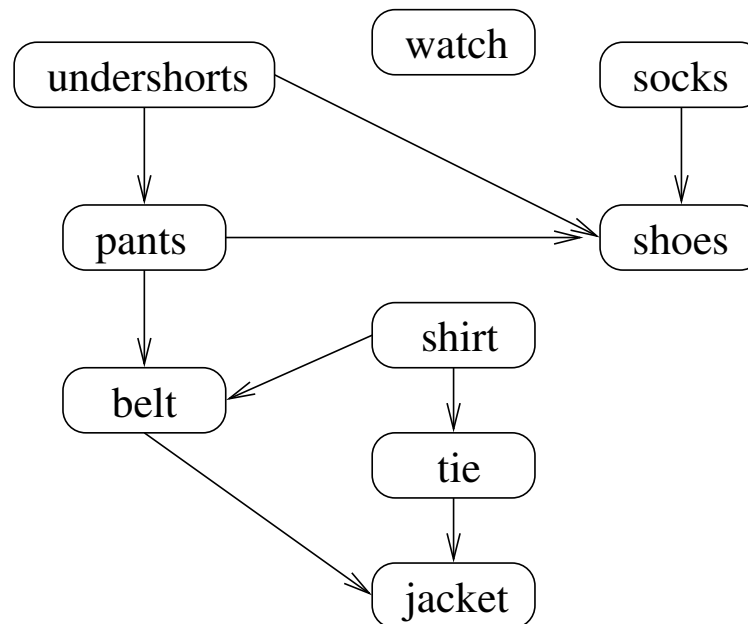 watch
undershorts
socks
pants
shoes
shirt
belt
tie
jacket